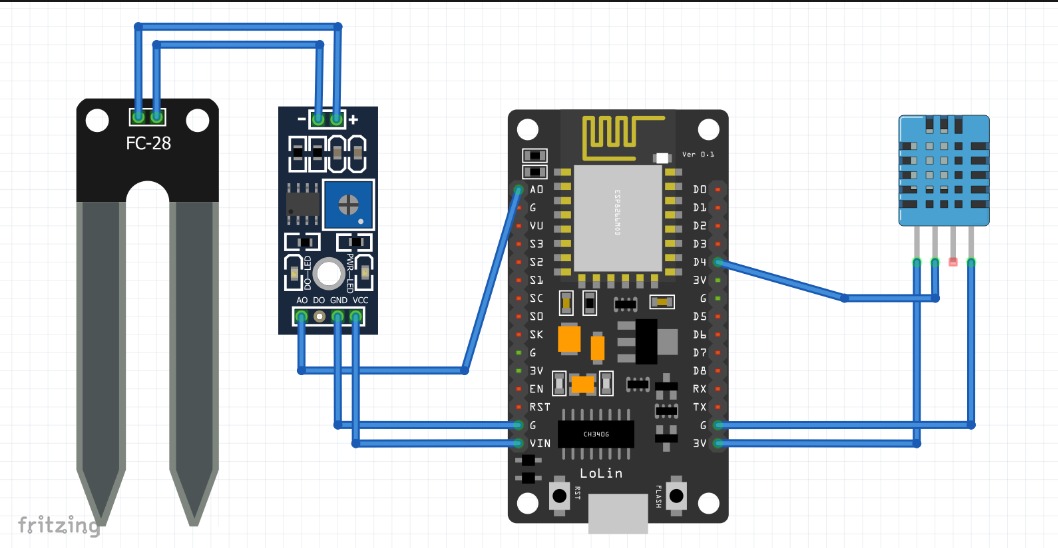 FC-28
- +
DO-LED
PWR-LED
AO DO GND VCC
Ver 0.1
A0
G
VU
S3
S2
S1
SC
SO
SK
G
3V
EN
RST
G
VIN
D0
D1
D2
D3
D4
3V
G
D5
D6
D7
D8
RX
TX
G
3V
CH340G
LoLin
RST
FLASH
fritzing